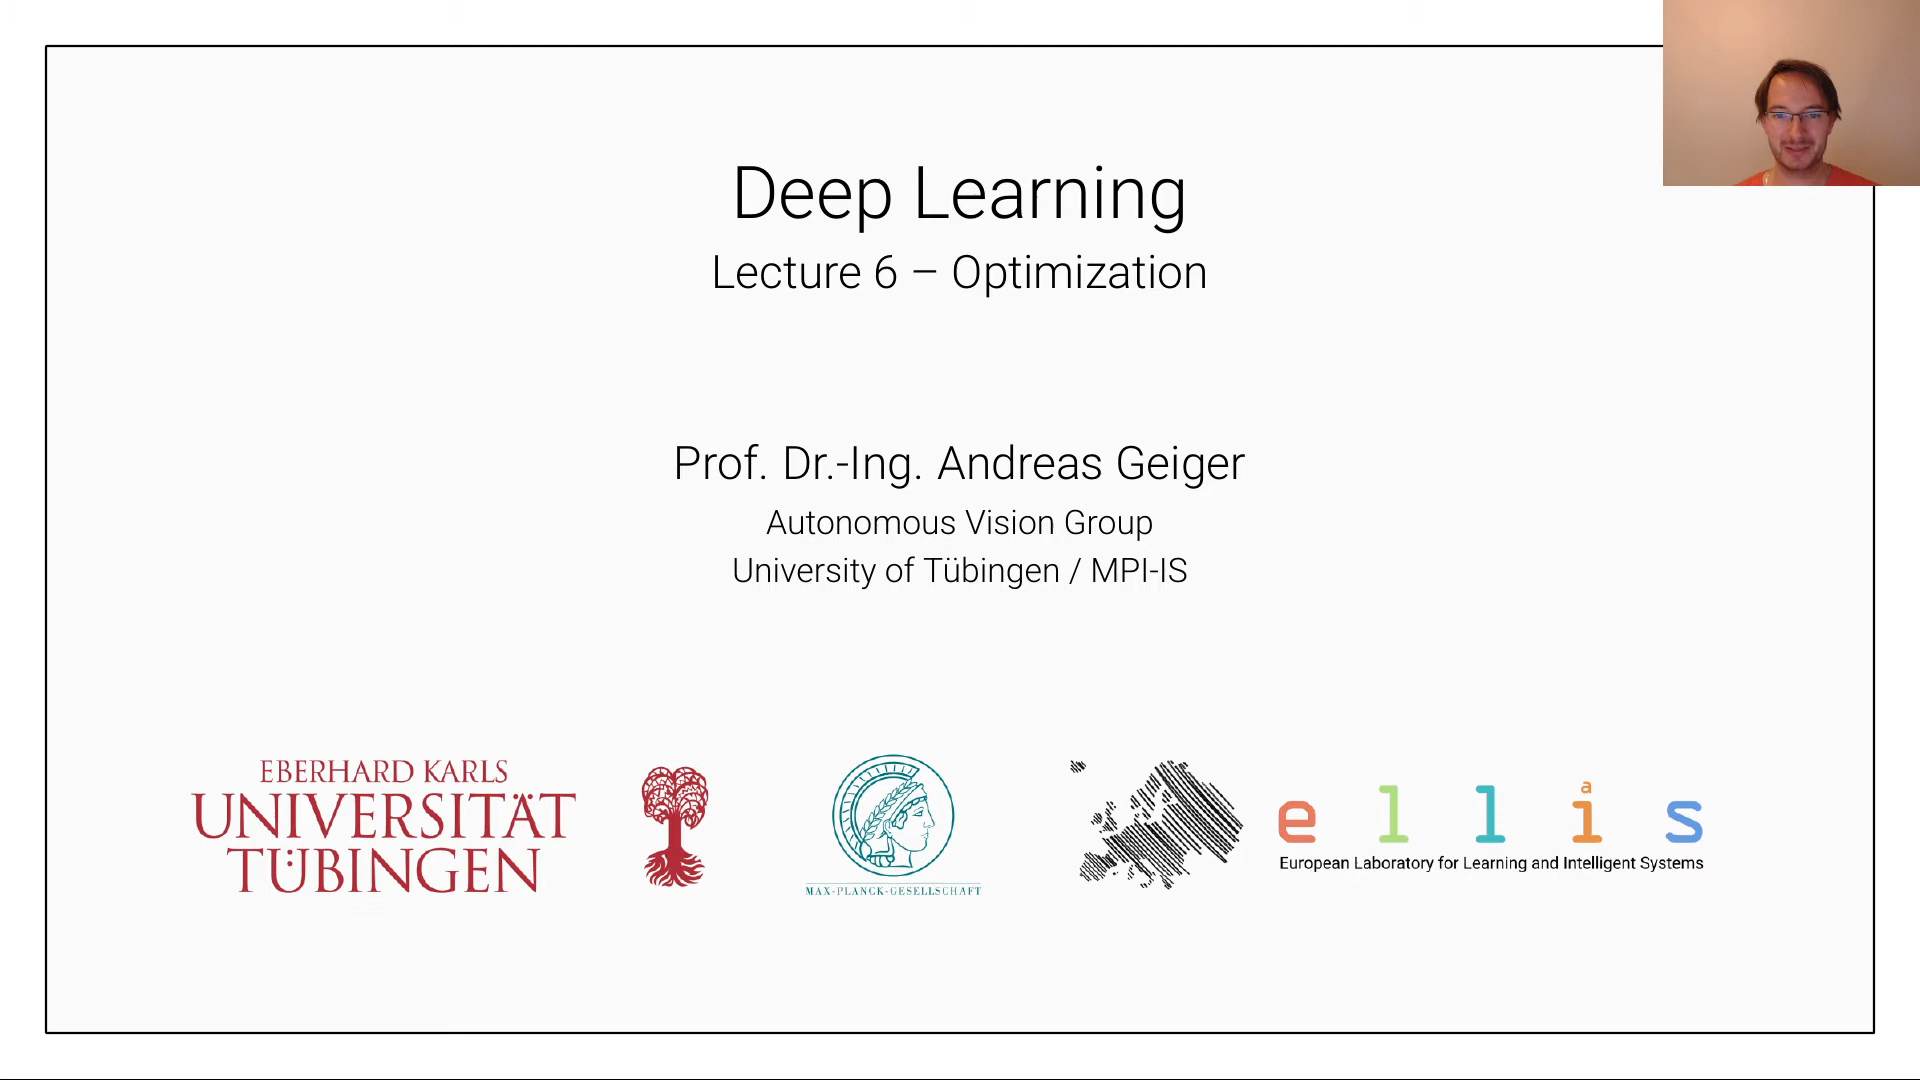 Deep Learning
Lecture 6 – Optimization
Prof. Dr.-Ing. Andreas Geiger
Autonomous Vision Group
University of Tübingen / MPI-IS
EBERHARD KARLS
UNIVERSITÄT
TÜBINGEN
MAX-PLANCK-GESELLSCHAFT
e l l i s
a
European Laboratory for Learning and Intelligent Systems